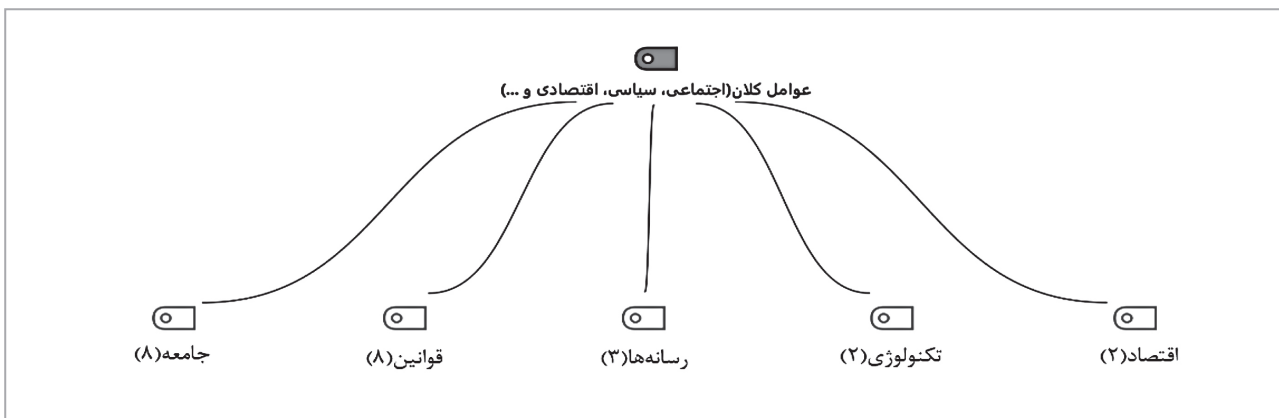 عوامل کلان(اجتماعی، سیاسی، اقتصادی و ...)
اقتصاد(۲)
تکنولوژی(۲)
رسانه‌ها(۳)
قوانین(۸)
جامعه(۸)